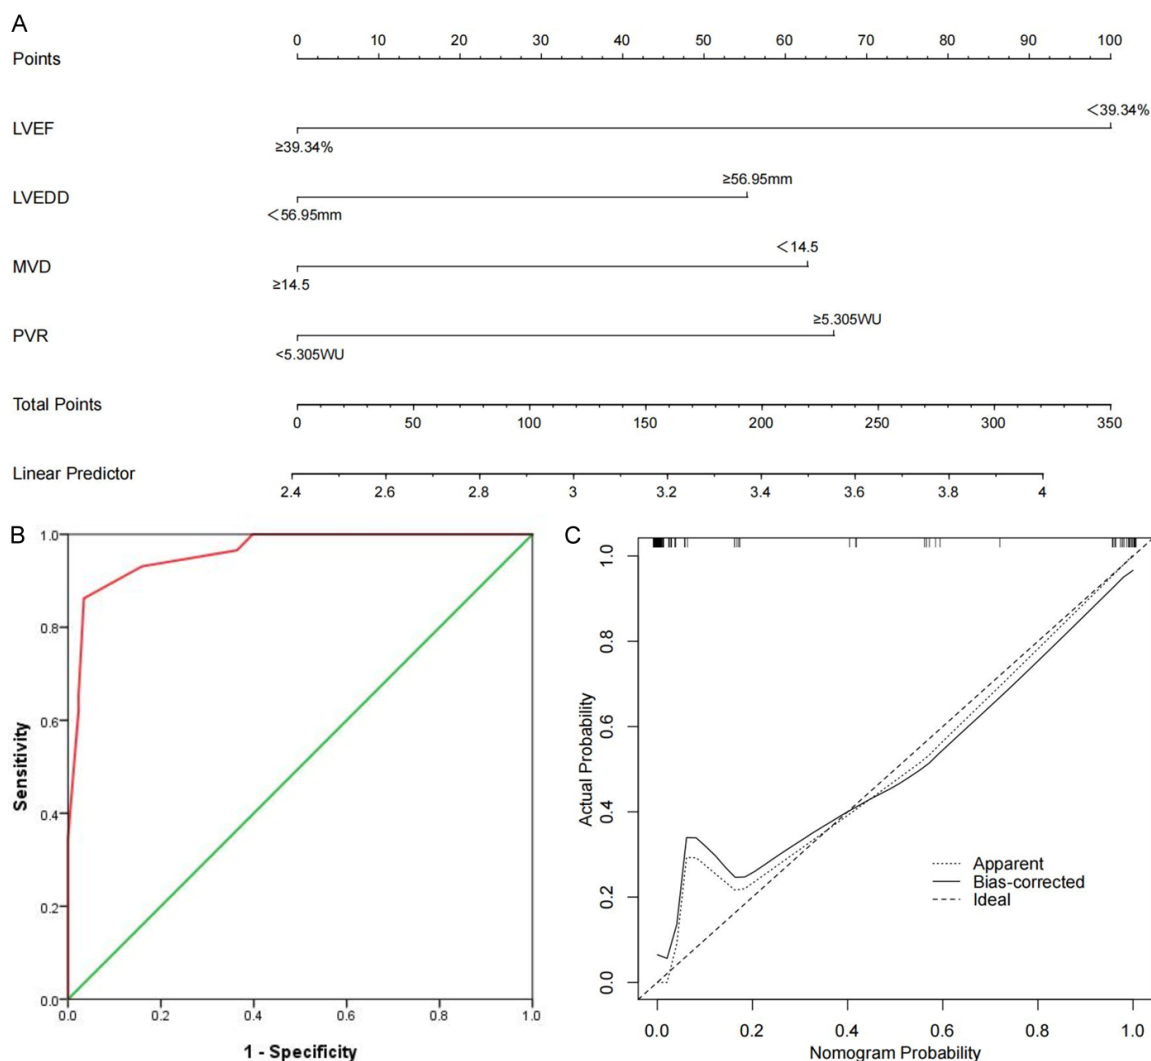 A
0 10 20 30 40 50 60 70 80 90 100
Points
<39.34%
LVEF
≥39.34%
≥56.95mm
LVEDD
<56.95mm
<14.5
MVD
≥14.5
≥5.305WU
PVR
<5.305WU
Total Points
0 50 100 150 200 250 300 350
Linear Predictor
2.4 2.6 2.8 3 3.2 3.4 3.6 3.8 4
B
1.0
0.8
0.6
0.4
0.2
0.0
Sensitivity
0.0 0.2 0.4 0.6 0.8 1.0
1 - Specificity
C
1.0
0.8
0.6
0.4
0.2
0.0
Actual Probability
Apparent
Bias-corrected
Ideal
0.0 0.2 0.4 0.6 0.8 1.0
Nomogram Probability